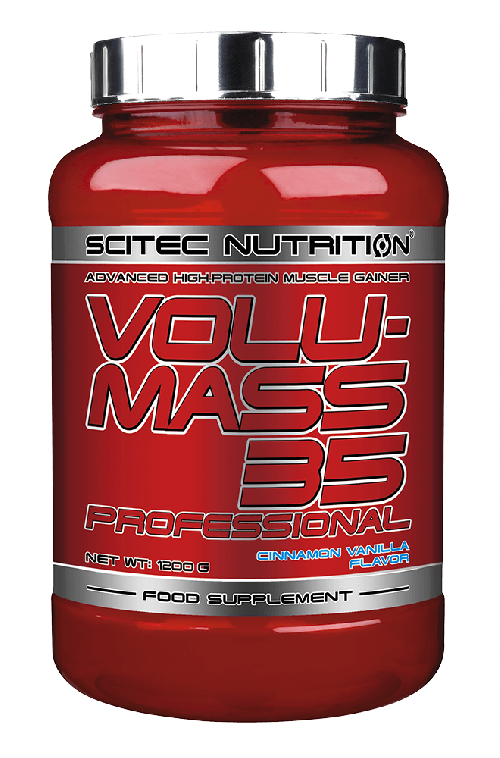 SCITEC NUTRITION®
ADVANCED HIGH-PROTEIN MUSCLE GAINER
VOLU-
MASS
35
PROFESSIONAL
CINNAMON VANILLA
FLAVOR
NET WT: 1200 G
FOOD SUPPLEMENT